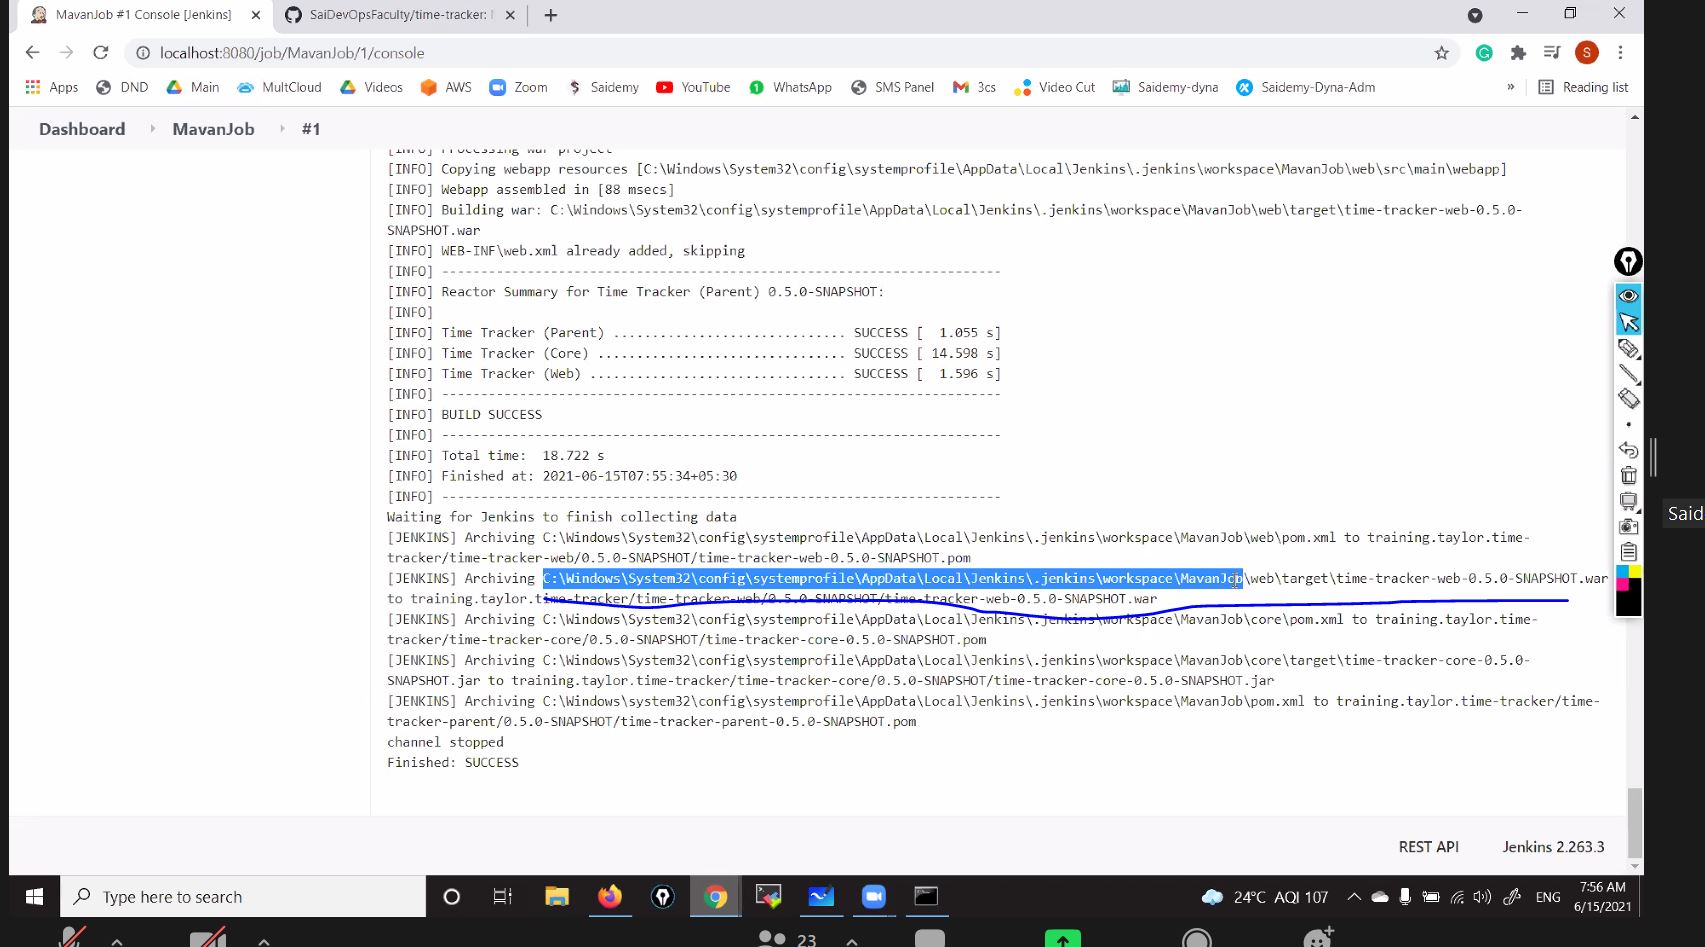 MavanJob #1 Console [Jenkins]
SaiDevOpsFaculty/time-tracker:
localhost:8080/job/MavanJob/1/console
S
Apps DND Main MultCloud Videos AWS Zoom Saidemy YouTube WhatsApp SMS Panel 3cs Video Cut Saidemy-dyna Saidemy-Dyna-Adm » Reading list
Dashboard MavanJob #1
[INFO] Processing war project
[INFO] Copying webapp resources [C:\Windows\System32\config\systemprofile\AppData\Local\Jenkins\.jenkins\workspace\MavanJob\web\src\main\webapp]
[INFO] Webapp assembled in [88 msecs]
[INFO] Building war: C:\Windows\System32\config\systemprofile\AppData\Local\Jenkins\.jenkins\workspace\MavanJob\web\target\time-tracker-web-0.5.0-
SNAPSHOT.war
[INFO] WEB-INF\web.xml already added, skipping
[INFO] ------------------------------------------------------------------------
[INFO] Reactor Summary for Time Tracker (Parent) 0.5.0-SNAPSHOT:
[INFO]
[INFO] Time Tracker (Parent) .............................. SUCCESS [  1.055 s]
[INFO] Time Tracker (Core) ................................ SUCCESS [ 14.598 s]
[INFO] Time Tracker (Web) ................................. SUCCESS [  1.596 s]
[INFO] ------------------------------------------------------------------------
[INFO] BUILD SUCCESS
[INFO] ------------------------------------------------------------------------
[INFO] Total time:  18.722 s
[INFO] Finished at: 2021-06-15T07:55:34+05:30
[INFO] ------------------------------------------------------------------------
Waiting for Jenkins to finish collecting data
[JENKINS] Archiving C:\Windows\System32\config\systemprofile\AppData\Local\Jenkins\.jenkins\workspace\MavanJob\web\pom.xml to training.taylor.time-
tracker/time-tracker-web/0.5.0-SNAPSHOT/time-tracker-web-0.5.0-SNAPSHOT.pom
[JENKINS] Archiving C:\Windows\System32\config\systemprofile\AppData\Local\Jenkins\.jenkins\workspace\MavanJob\web\target\time-tracker-web-0.5.0-SNAPSHOT.war
to training.taylor.time-tracker/time-tracker-web/0.5.0-SNAPSHOT/time-tracker-web-0.5.0-SNAPSHOT.war
[JENKINS] Archiving C:\Windows\System32\config\systemprofile\AppData\Local\Jenkins\.jenkins\workspace\MavanJob\core\pom.xml to training.taylor.time-
tracker/time-tracker-core/0.5.0-SNAPSHOT/time-tracker-core-0.5.0-SNAPSHOT.pom
[JENKINS] Archiving C:\Windows\System32\config\systemprofile\AppData\Local\Jenkins\.jenkins\workspace\MavanJob\core\target\time-tracker-core-0.5.0-
SNAPSHOT.jar to training.taylor.time-tracker/time-tracker-core/0.5.0-SNAPSHOT/time-tracker-core-0.5.0-SNAPSHOT.jar
[JENKINS] Archiving C:\Windows\System32\config\systemprofile\AppData\Local\Jenkins\.jenkins\workspace\MavanJob\pom.xml to training.taylor.time-tracker/time-
tracker-parent/0.5.0-SNAPSHOT/time-tracker-parent-0.5.0-SNAPSHOT.pom
channel stopped
Finished: SUCCESS
Said
REST API Jenkins 2.263.3
Type here to search
24°C AQI 107 ENG
7:56 AM
6/15/2021
23